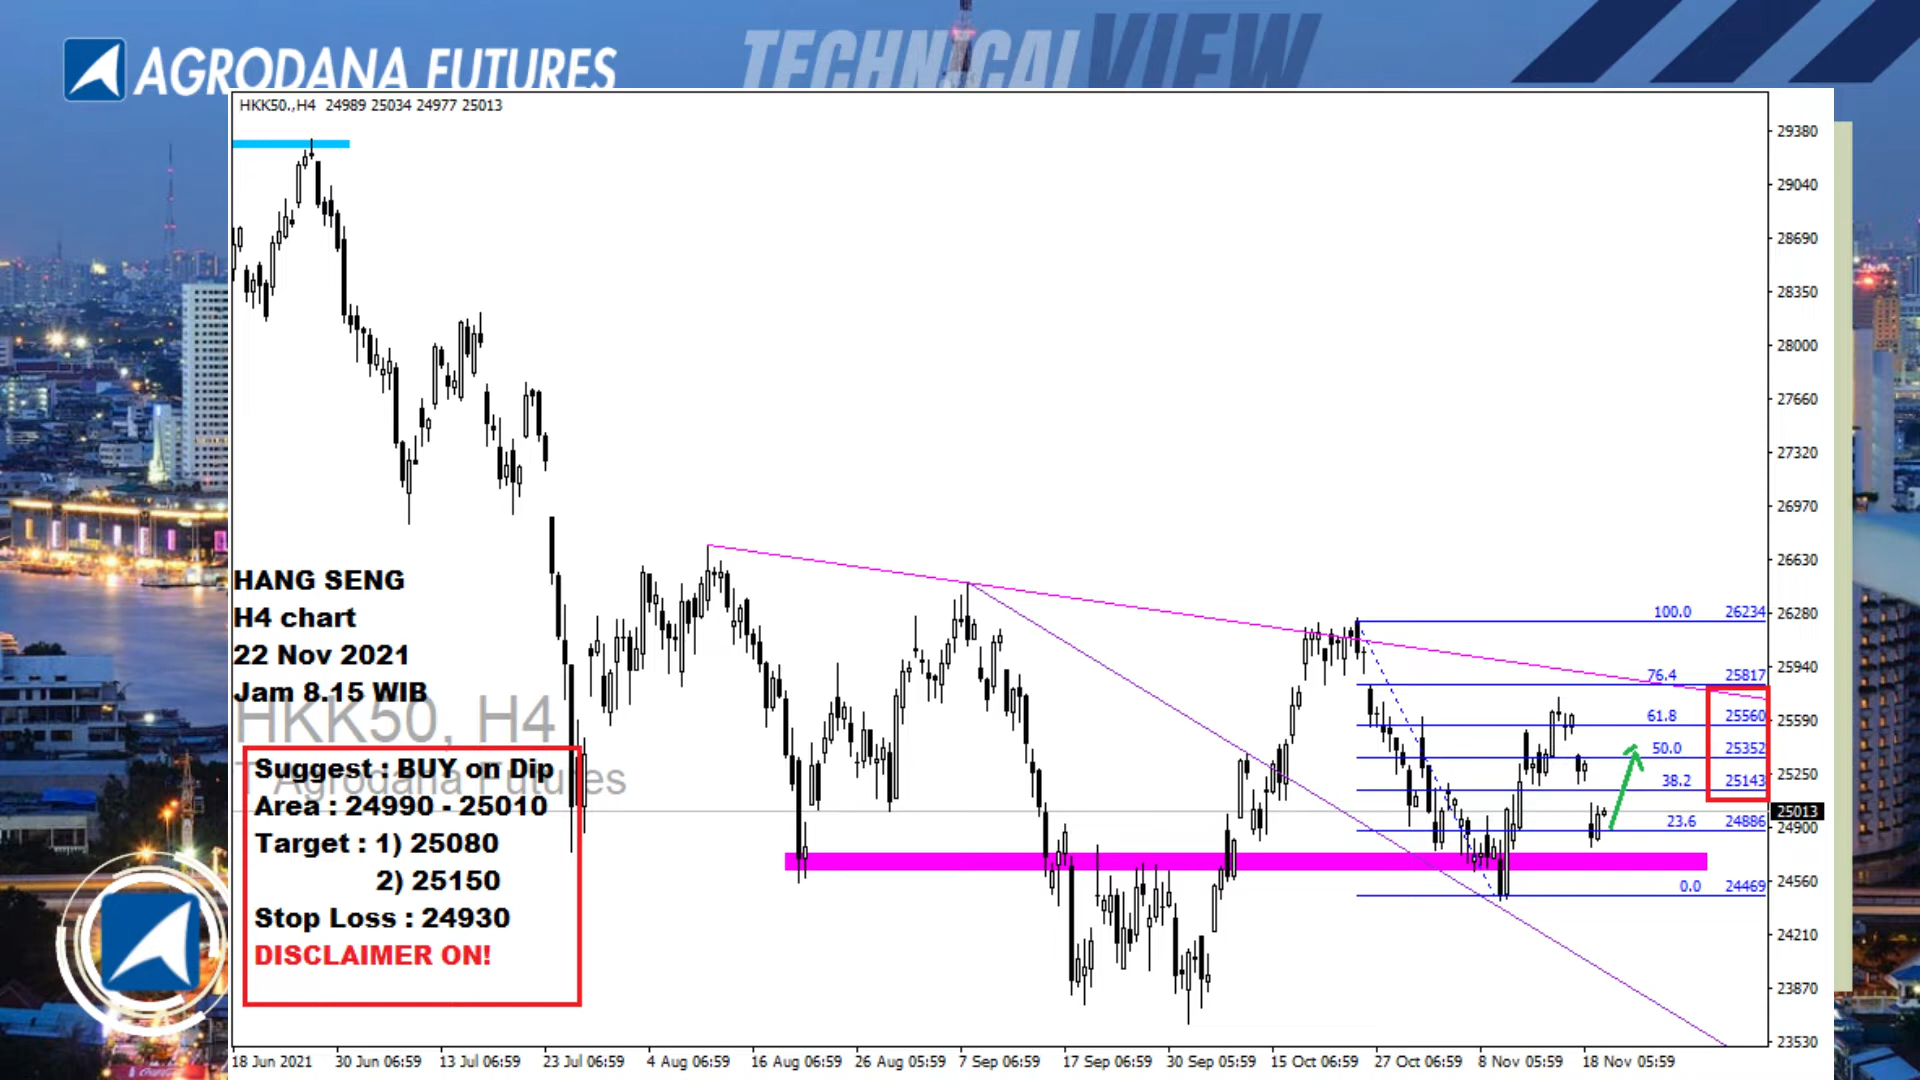 AGRODANA FUTURES
TECHNICAL VIEW
HKK50.,H4 24989 25034 24977 25013
29380
29040
28690
28350
28000
27660
27320
26970
26630
26280
25940
25590
25250
25013
24900
24560
24210
23870
23530
100.0 26234
76.4 25817
61.8 25560
50.0 25352
38.2 25143
23.6 24886
0.0 24469
HANG SENG
H4 chart
22 Nov 2021
Jam 8.15 WIB
HKK50, H4
Agrodana Futures
Suggest : BUY on Dip
Area : 24990 - 25010
Target : 1) 25080
2) 25150
Stop Loss : 24930
DISCLAIMER ON!
18 Jun 2021 30 Jun 06:59 13 Jul 06:59 23 Jul 06:59 4 Aug 06:59 16 Aug 06:59 26 Aug 05:59 7 Sep 06:59 17 Sep 06:59 30 Sep 05:59 15 Oct 06:59 27 Oct 06:59 8 Nov 05:59 18 Nov 05:59